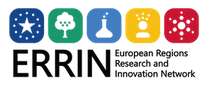 ERRIN
European Regions
Research and
Innovation Network